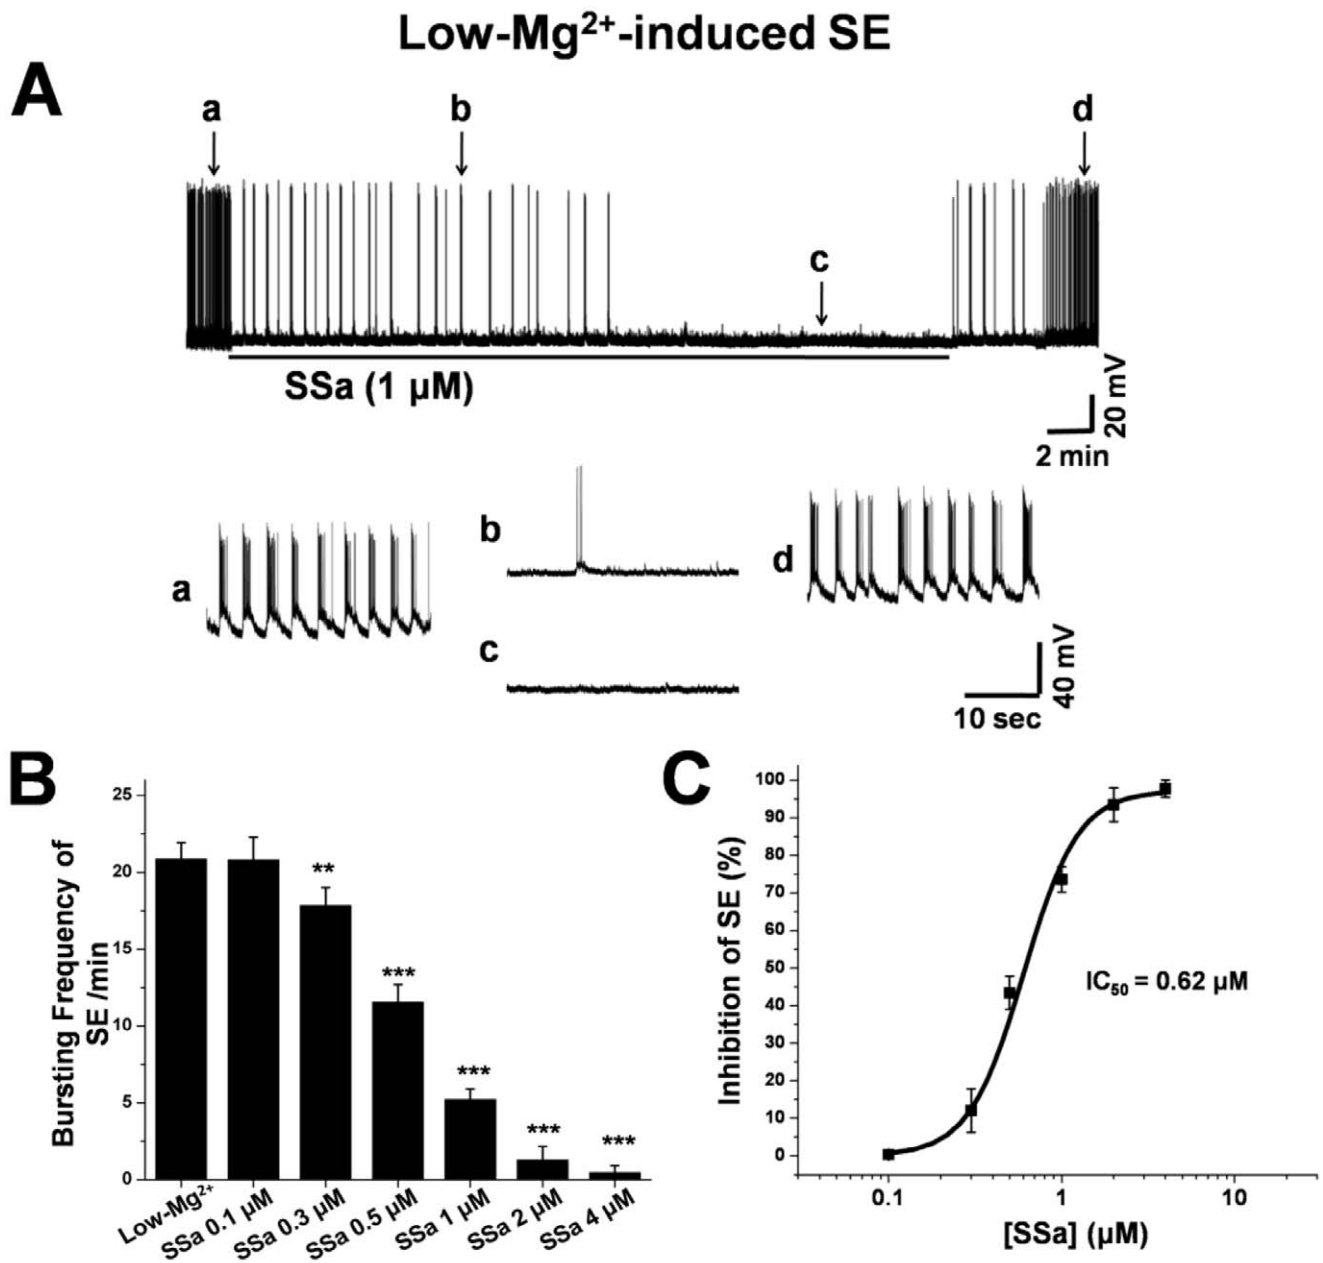 Low-Mg²⁺-induced SE
A
a
b
d
c
SSa (1 µM)
20 mV
2 min
a
b
c
d
40 mV
10 sec
B
Bursting Frequency of
SE /min
25
20
15
10
5
0
**
***
***
***
***
Low-Mg²⁺
SSa 0.1 µM
SSa 0.3 µM
SSa 0.5 µM
SSa 1 µM
SSa 2 µM
SSa 4 µM
C
Inhibition of SE (%)
100
90
80
70
60
50
40
30
20
10
0
IC₅₀ = 0.62 µM
0.1
1
10
[SSa] (µM)